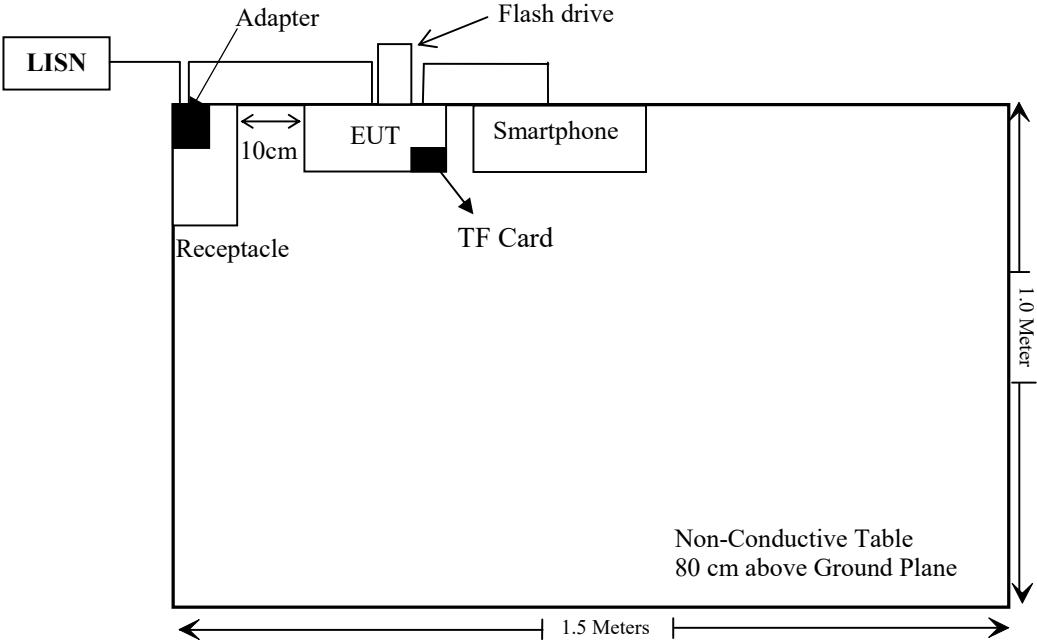 Adapter
Flash drive
LISN
10cm
EUT
Smartphone
TF Card
Receptacle
1.0 Meter
Non-Conductive Table
80 cm above Ground Plane
1.5 Meters